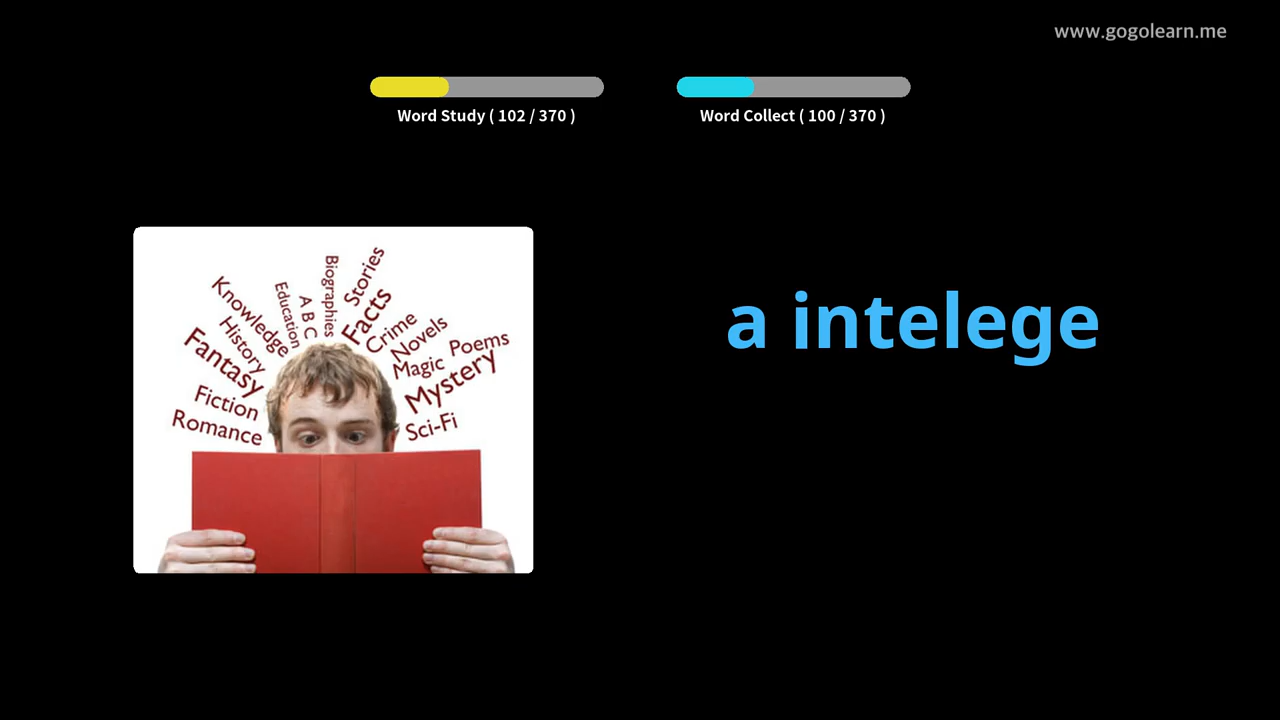 www.gogolearn.me
Word Study ( 102 / 370 )
Word Collect ( 100 / 370 )
a intelege
Knowledge
Education
A B C
Biographies
Stories
Facts
Crime
Novels
History
Fantasy
Magic
Poems
Mystery
Fiction
Romance
Sci-Fi